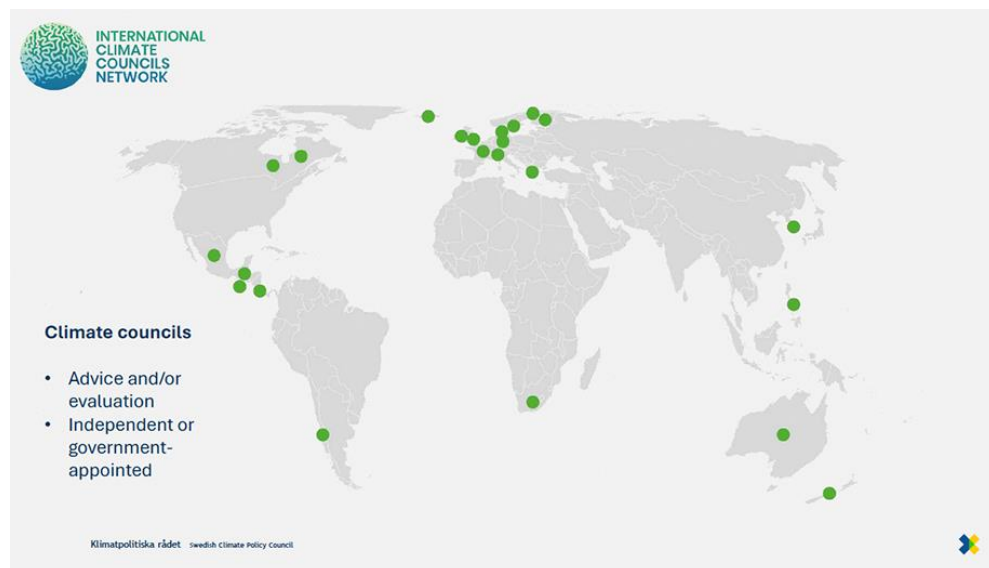 INTERNATIONAL
CLIMATE
COUNCILS
NETWORK
Climate councils
• Advice and/or
evaluation
• Independent or
government-
appointed
Klimatpolitiska rådet Swedish Climate Policy Council